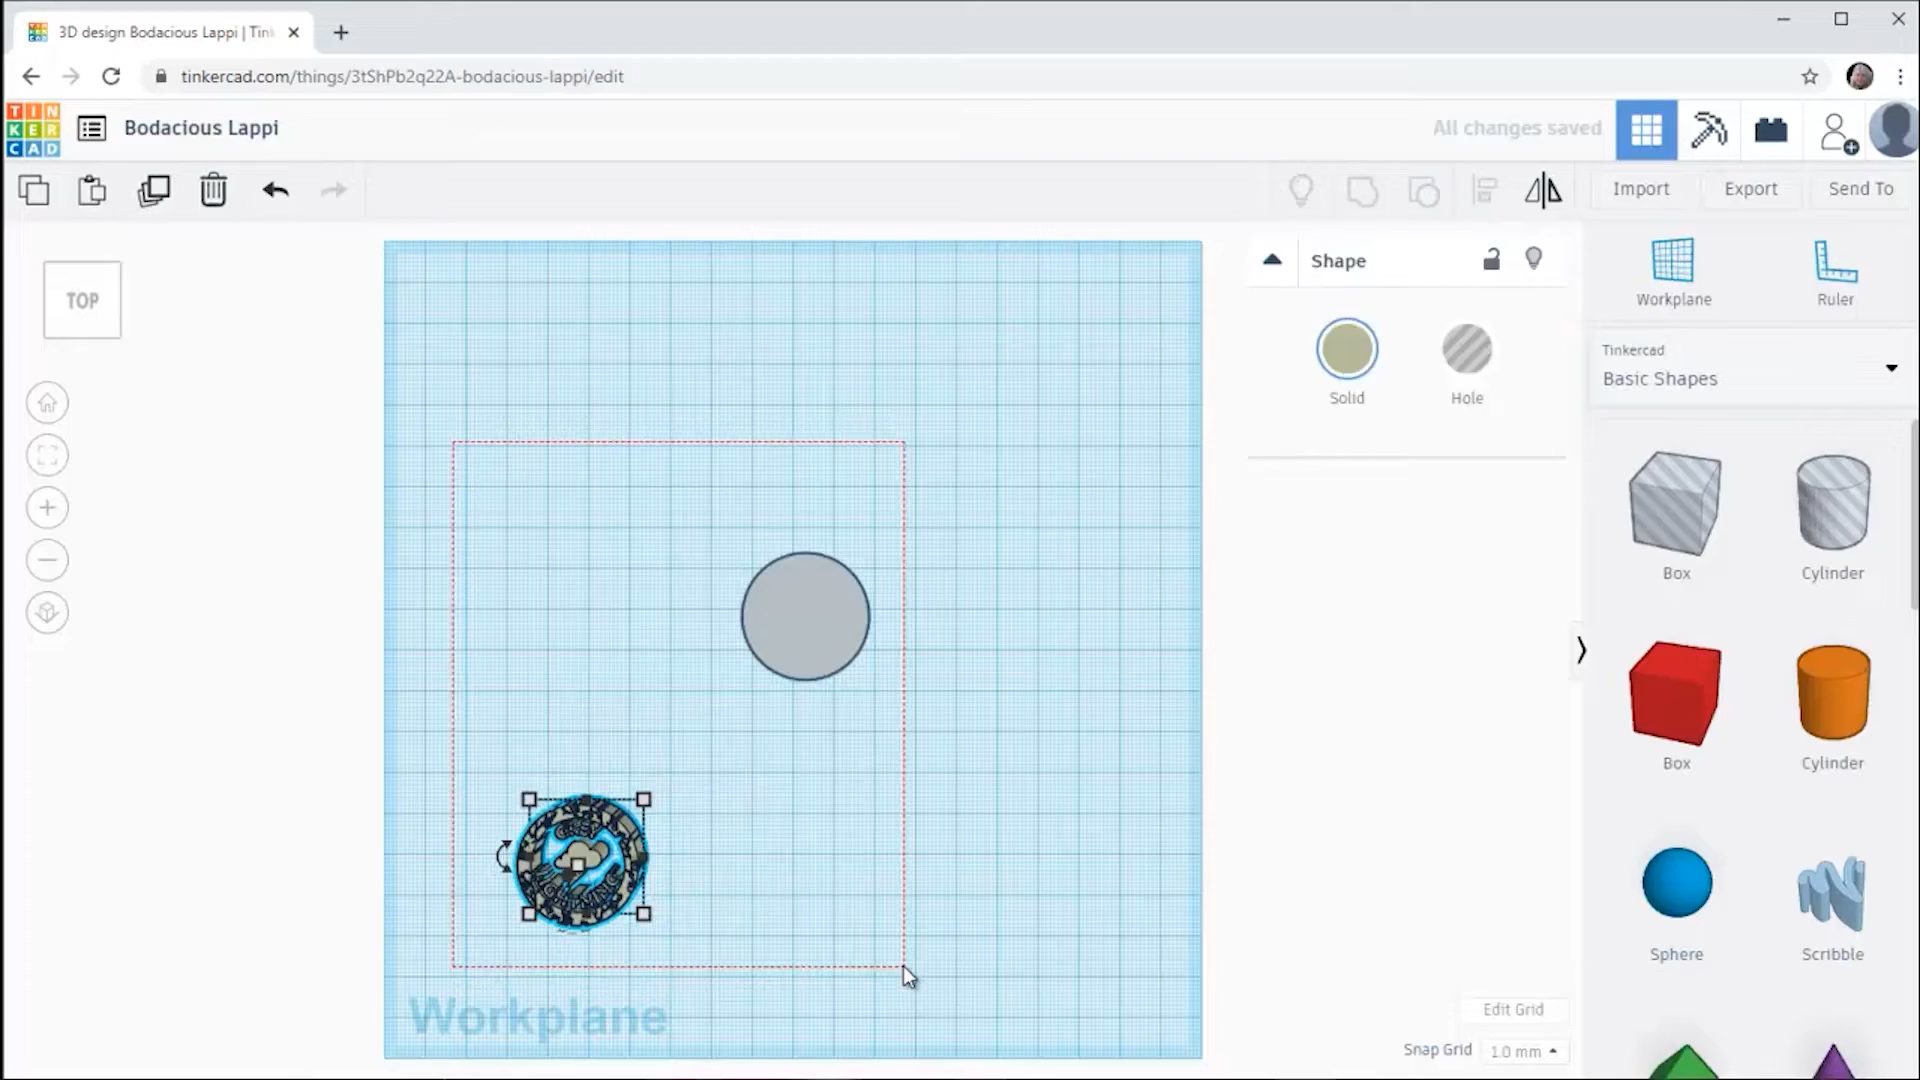 3D design Bodacious Lappi | Tin
tinkercad.com/things/3tShPb2q22A-bodacious-lappi/edit
TIN
KER
CAD
Bodacious Lappi
All changes saved
Import
Export
Send To
TOP
Shape
Solid
Hole
Workplane
Ruler
Tinkercad
Basic Shapes
Box
Cylinder
Box
Cylinder
Sphere
Scribble
Workplane
Edit Grid
Snap Grid
1.0 mm